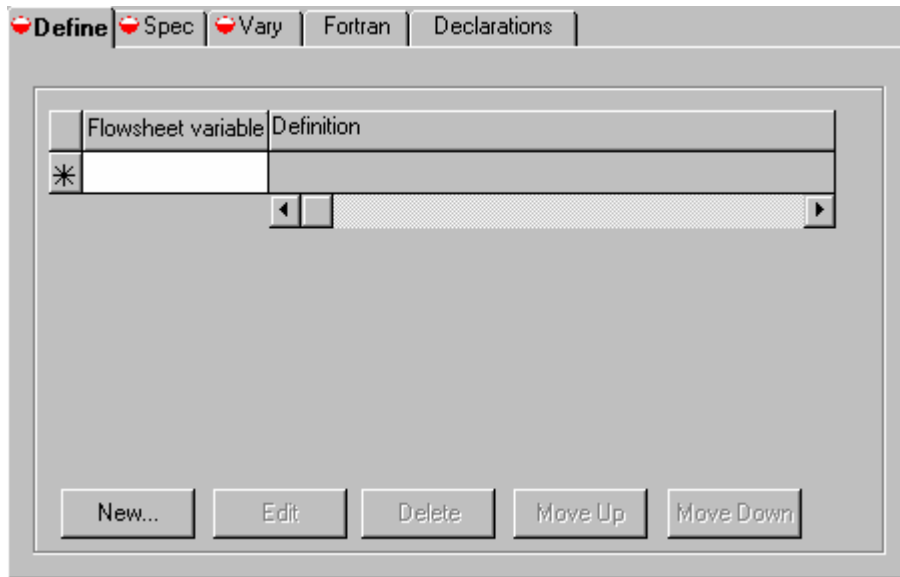 Define Spec Vary Fortran Declarations
Flowsheet variable Definition
New... Edit Delete Move Up Move Down